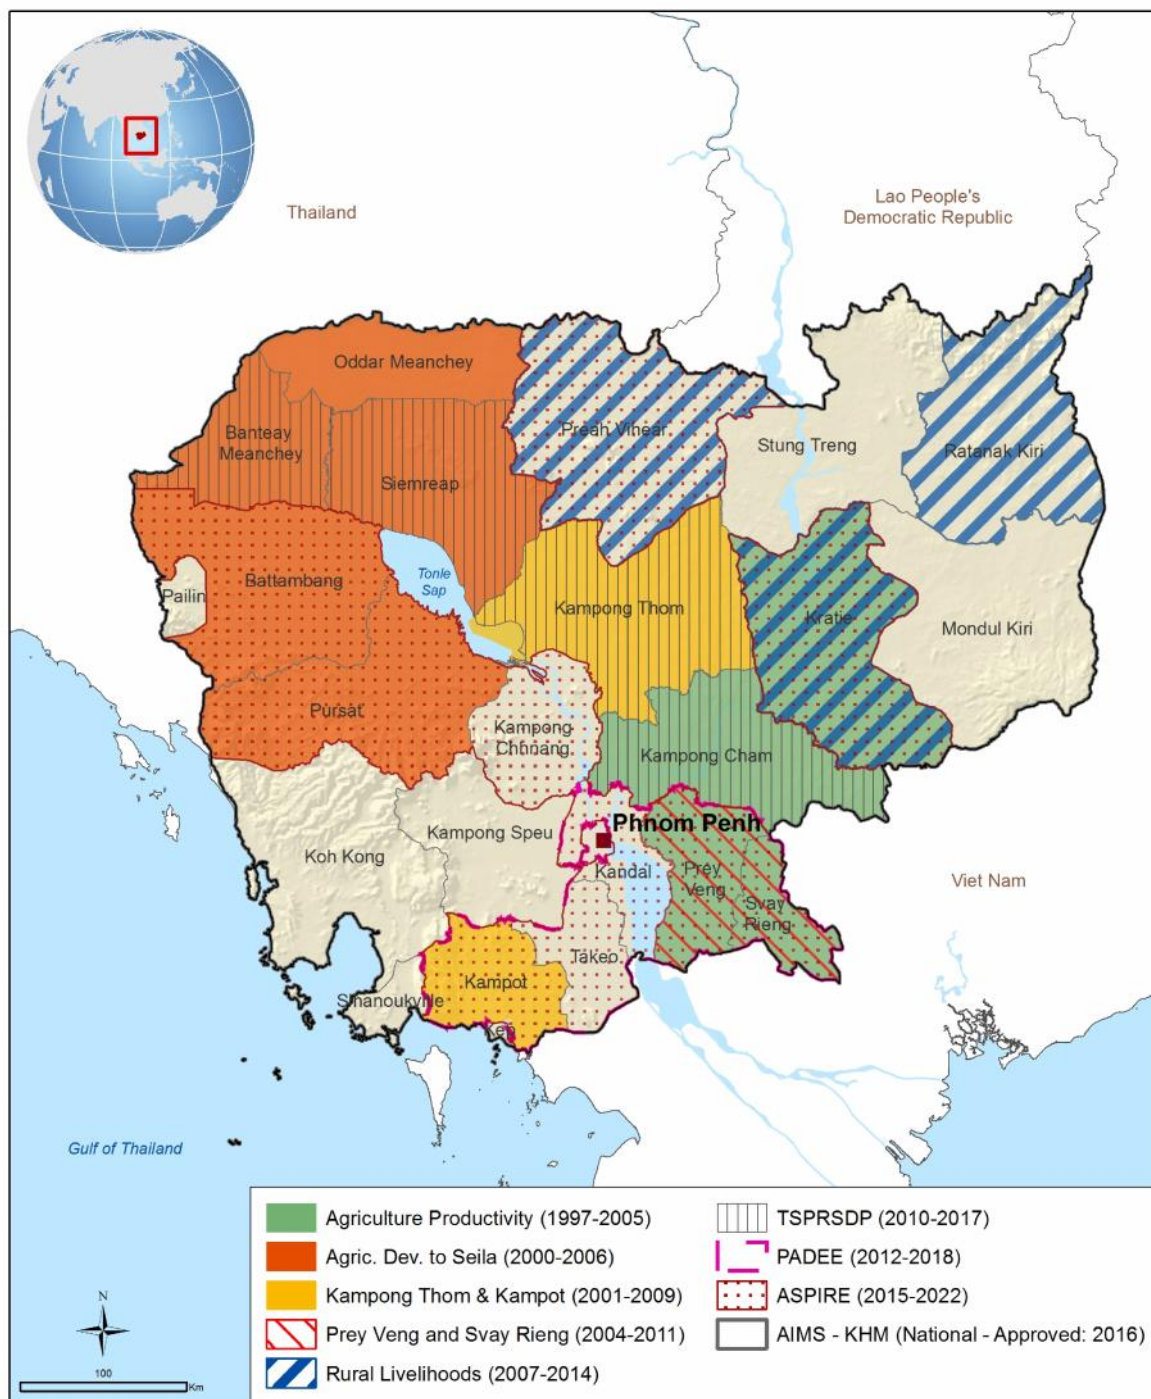 Thailand
Lao People's
Democratic Republic
Oddar Meanchey
Banteay
Meanchey
Siemreap
Preah Vihear
Stung Treng
Ratanak Kiri
Battambang
Tonle
Sap
Pailin
Kampong Thom
Kratie
Mondul Kiri
Pursat
Kampong
Chhnang
Kampong Cham
Kampong Speu
Phnom Penh
Koh Kong
Kandal
Prey
Veng
Svay
Rieng
Viet Nam
Takeo
Kampot
Sihanoukville
Kep
Gulf of Thailand
Agriculture Productivity (1997-2005)
Agric. Dev. to Seila (2000-2006)
Kampong Thom & Kampot (2001-2009)
Prey Veng and Svay Rieng (2004-2011)
Rural Livelihoods (2007-2014)
TSPRSDP (2010-2017)
PADEE (2012-2018)
ASPIRE (2015-2022)
AIMS - KHM (National - Approved: 2016)
N
100
Km